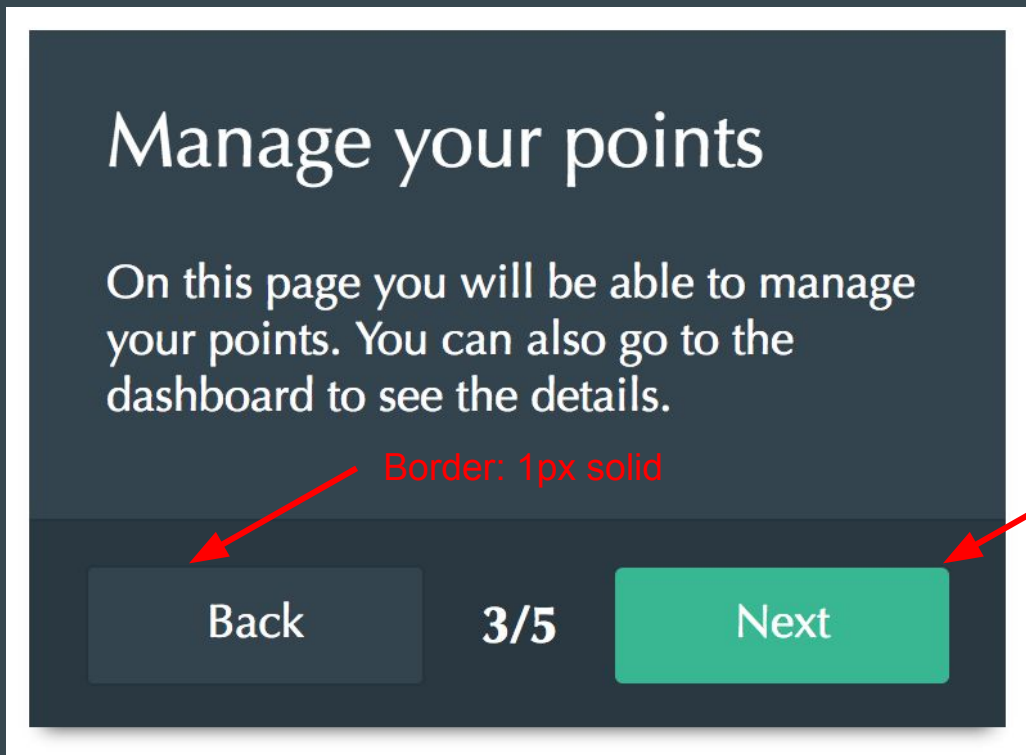 Manage your points
On this page you will be able to manage
your points. You can also go to the
dashboard to see the details.
Border: 1px solid
Back
3/5
Next